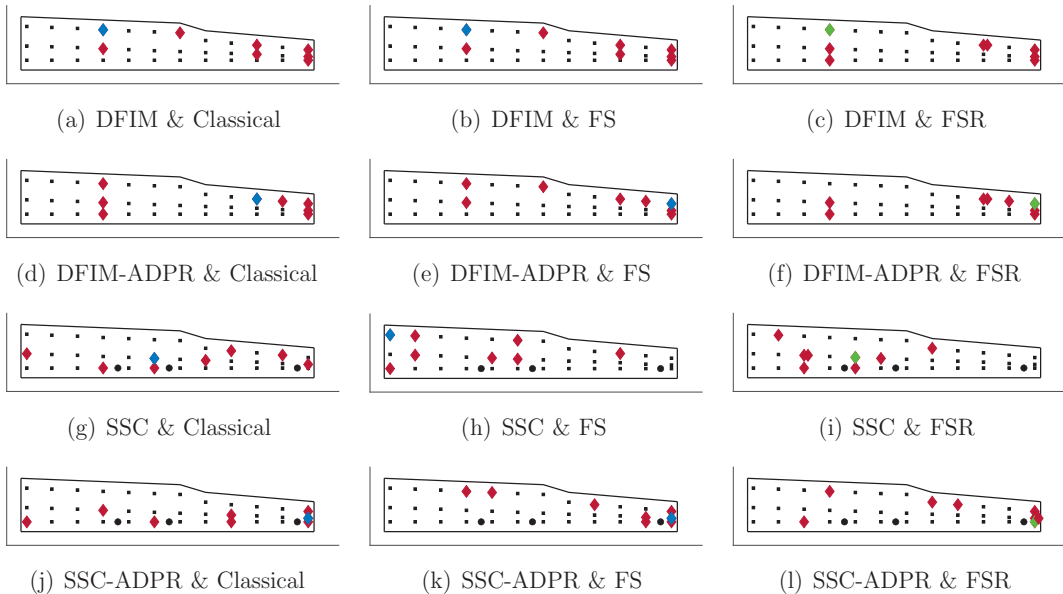 (a) DFIM & Classical
(b) DFIM & FS
(c) DFIM & FSR
(d) DFIM-ADPR & Classical
(e) DFIM-ADPR & FS
(f) DFIM-ADPR & FSR
(g) SSC & Classical
(h) SSC & FS
(i) SSC & FSR
(j) SSC-ADPR & Classical
(k) SSC-ADPR & FS
(l) SSC-ADPR & FSR